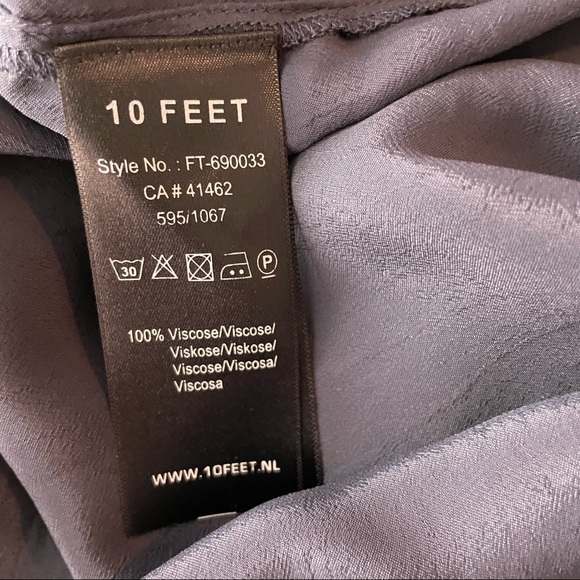 10 FEET
Style No. : FT-690033
CA # 41462
595/1067
30 P
100% Viscose/Viscose/
Viskose/Viskose/
Viscose/Viscosa/
Viscosa
WWW.10FEET.NL